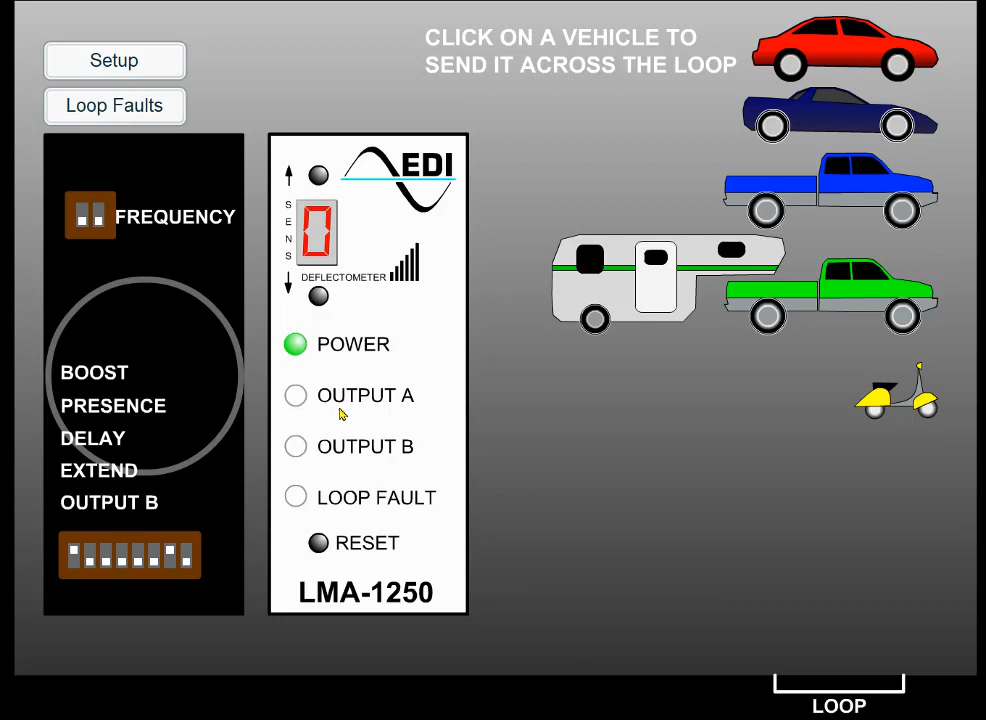 Setup
Loop Faults
CLICK ON A VEHICLE TO
SEND IT ACROSS THE LOOP
FREQUENCY
BOOST
PRESENCE
DELAY
EXTEND
OUTPUT B
EDI
SENS
0
DEFLECTOMETER
POWER
OUTPUT A
OUTPUT B
LOOP FAULT
RESET
LMA-1250
LOOP